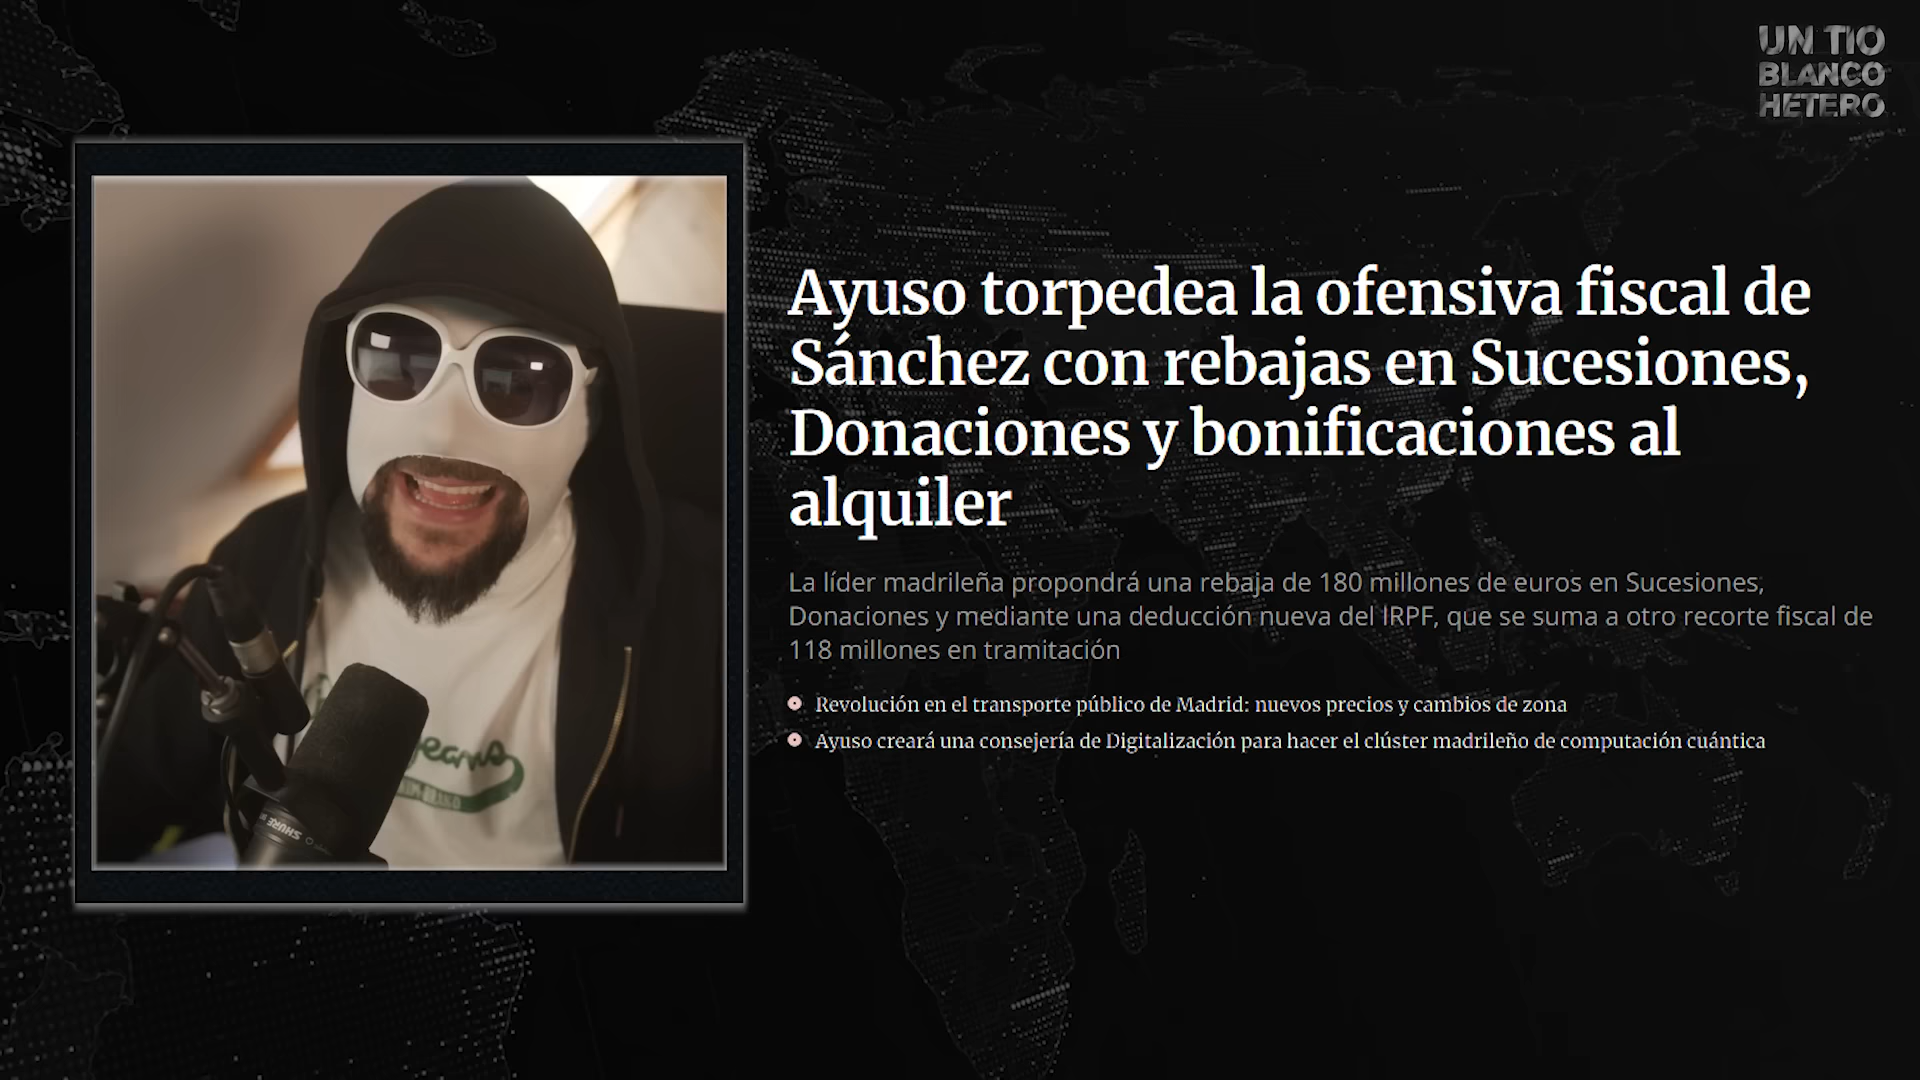 UN TIO
BLANCO
HETERO
Ayuso torpedea la ofensiva fiscal de
Sánchez con rebajas en Sucesiones,
Donaciones y bonificaciones al
alquiler
La líder madrileña propondrá una rebaja de 180 millones de euros en Sucesiones,
Donaciones y mediante una deducción nueva del IRPF, que se suma a otro recorte fiscal de
118 millones en tramitación
Revolución en el transporte público de Madrid: nuevos precios y cambios de zona
Ayuso creará una consejería de Digitalización para hacer el clúster madrileño de computación cuántica
SHURE